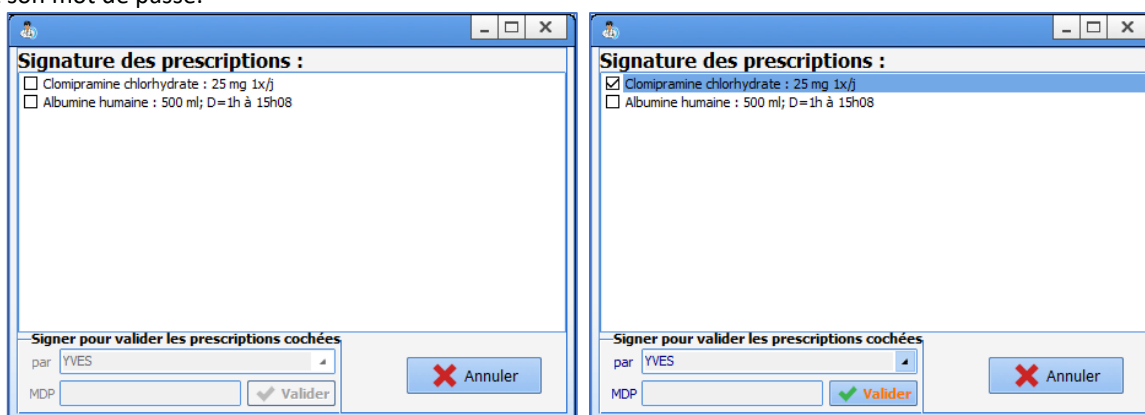 son mot de passe.
Signature des prescriptions :
Clomipramine chlorhydrate : 25 mg 1x/j
Albumine humaine : 500 ml; D=1h à 15h08
Signer pour valider les prescriptions cochées
par YVES
MDP Valider
Annuler
Signature des prescriptions :
Clomipramine chlorhydrate : 25 mg 1x/j
Albumine humaine : 500 ml; D=1h à 15h08
Signer pour valider les prescriptions cochées
par YVES
MDP Valider
Annuler